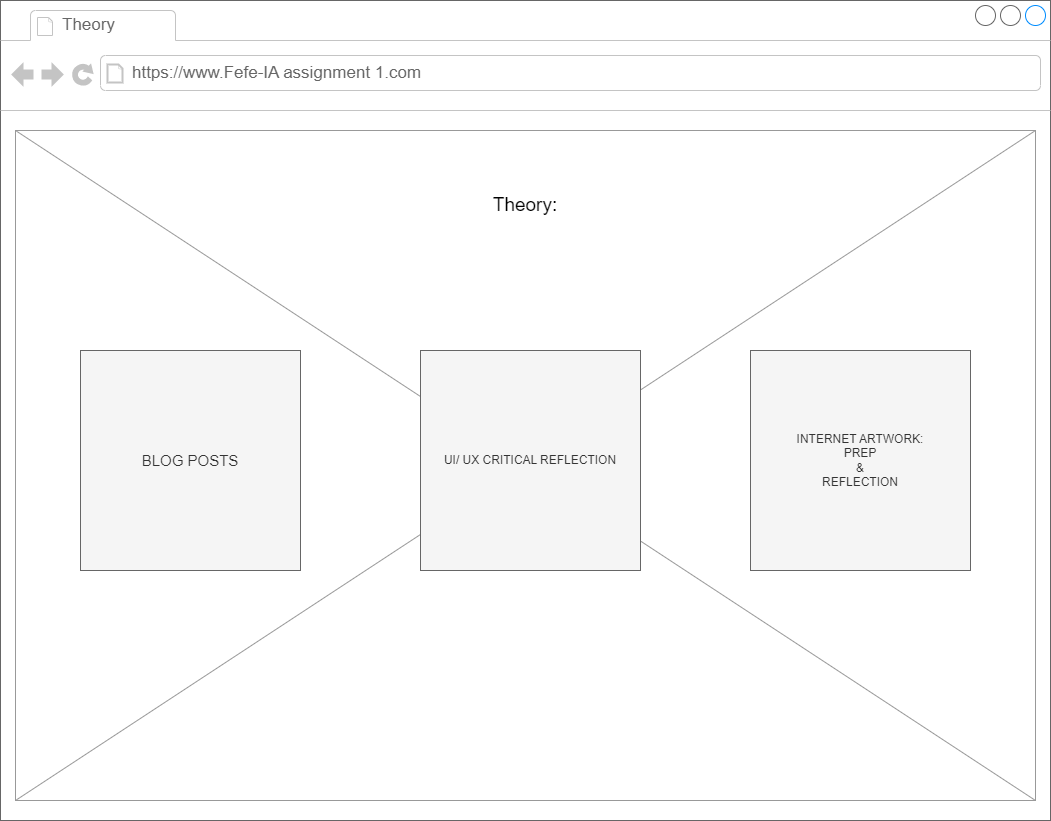 Theory
https://www.Fefe-IA assignment 1.com
Theory:
BLOG POSTS
UI/ UX CRITICAL REFLECTION
INTERNET ARTWORK:
PREP
&
REFLECTION